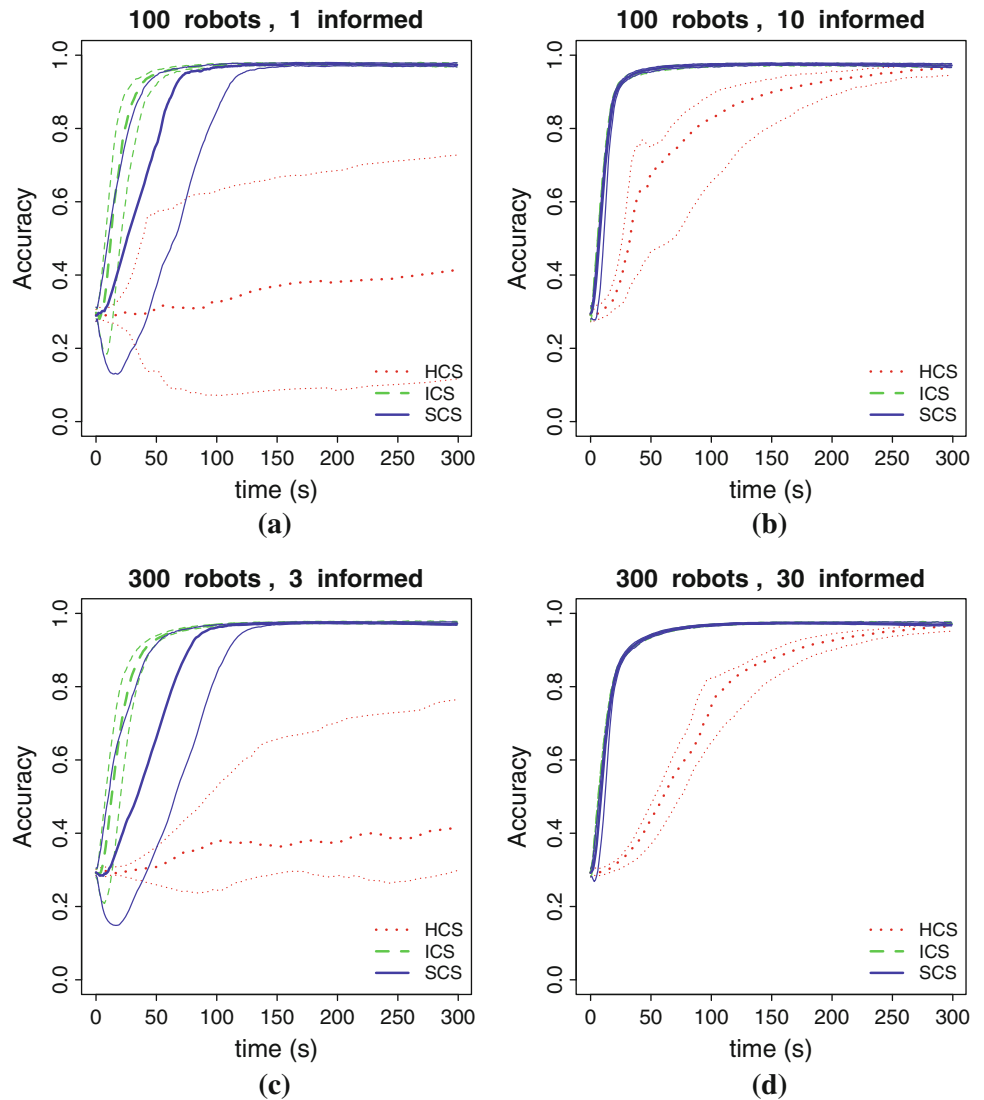 100 robots , 1 informed
Accuracy
1.0
0.8
0.6
0.4
0.2
0.0
HCS
ICS
SCS
0 50 100 150 200 250 300
time (s)
(a)
100 robots , 10 informed
Accuracy
1.0
0.8
0.6
0.4
0.2
0.0
HCS
ICS
SCS
0 50 100 150 200 250 300
time (s)
(b)
300 robots , 3 informed
Accuracy
1.0
0.8
0.6
0.4
0.2
0.0
HCS
ICS
SCS
0 50 100 150 200 250 300
time (s)
(c)
300 robots , 30 informed
Accuracy
1.0
0.8
0.6
0.4
0.2
0.0
HCS
ICS
SCS
0 50 100 150 200 250 300
time (s)
(d)